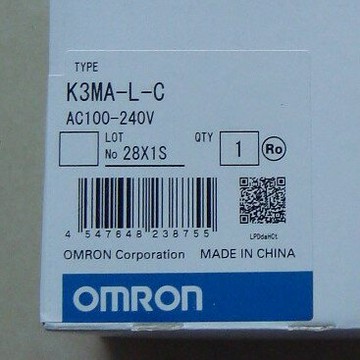 TYPE
K3MA-L-C
AC100-240V
LOT
No 28X1S
QTY
1
Ro
4 547648 238755
LPDdaHCt
OMRON Corporation MADE IN CHINA
OMRON